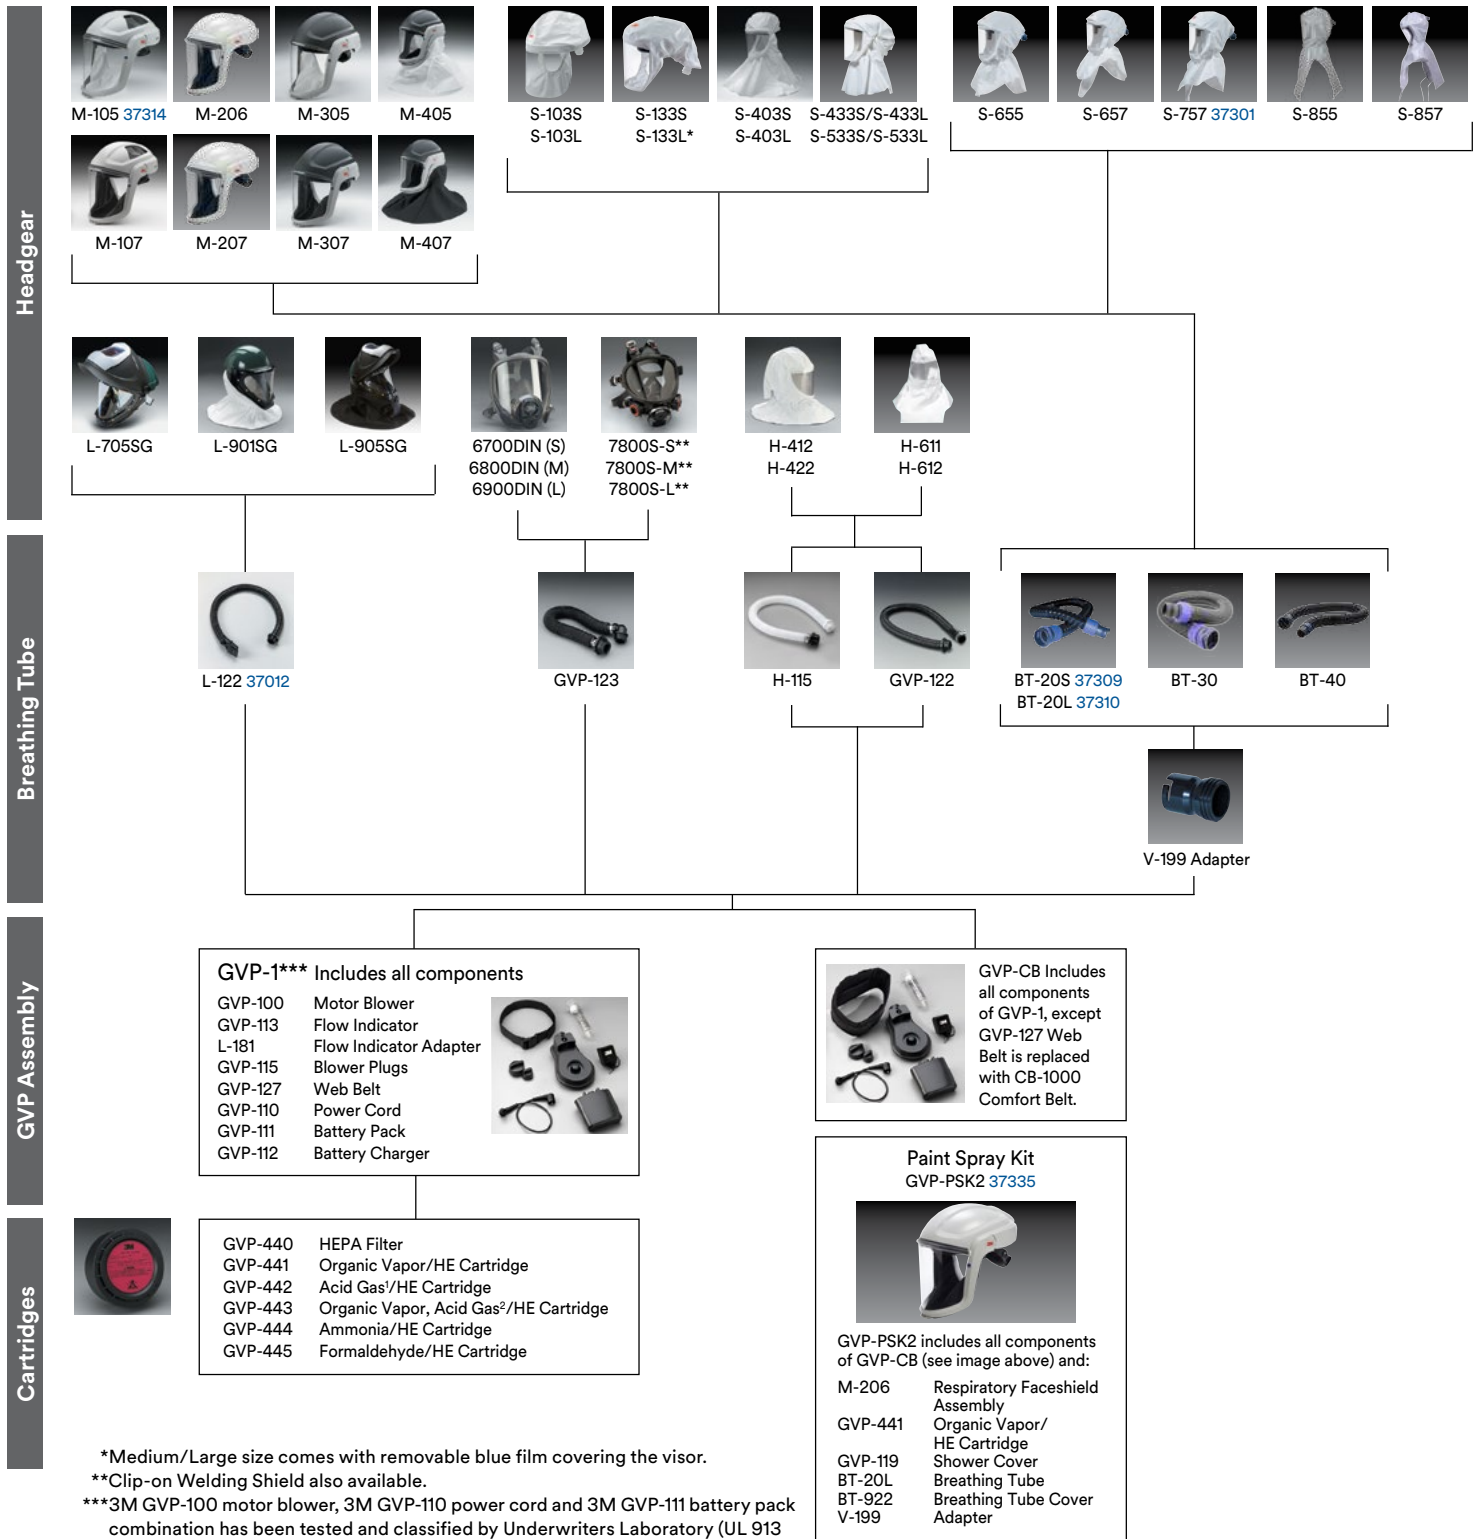 Headgear
M-105 37314
M-206
M-305
M-405
M-107
M-207
M-307
M-407
S-103S
S-103L
S-133S
S-133L*
S-403S
S-403L
S-433S/S-433L
S-533S/S-533L
S-655
S-657
S-757 37301
S-855
S-857
L-705SG
L-901SG
L-905SG
6700DIN (S)
6800DIN (M)
6900DIN (L)
7800S-S**
7800S-M**
7800S-L**
H-412
H-422
H-611
H-612
Breathing Tube
L-122 37012
GVP-123
H-115
GVP-122
BT-20S 37309
BT-20L 37310
BT-30
BT-40
V-199 Adapter
GVP Assembly
GVP-1*** Includes all components
GVP-100 Motor Blower
GVP-113 Flow Indicator
L-181 Flow Indicator Adapter
GVP-115 Blower Plugs
GVP-127 Web Belt
GVP-110 Power Cord
GVP-111 Battery Pack
GVP-112 Battery Charger
GVP-CB Includes
all components
of GVP-1, except
GVP-127 Web
Belt is replaced
with CB-1000
Comfort Belt.
Cartridges
GVP-440 HEPA Filter
GVP-441 Organic Vapor/HE Cartridge
GVP-442 Acid Gas¹/HE Cartridge
GVP-443 Organic Vapor, Acid Gas²/HE Cartridge
GVP-444 Ammonia/HE Cartridge
GVP-445 Formaldehyde/HE Cartridge
Paint Spray Kit
GVP-PSK2 37335
GVP-PSK2 includes all components
of GVP-CB (see image above) and:
M-206 Respiratory Faceshield
Assembly
GVP-441 Organic Vapor/
HE Cartridge
GVP-119 Shower Cover
BT-20L Breathing Tube
BT-922 Breathing Tube Cover
V-199 Adapter
*Medium/Large size comes with removable blue film covering the visor.
**Clip-on Welding Shield also available.
***3M GVP-100 motor blower, 3M GVP-110 power cord and 3M GVP-111 battery pack
combination has been tested and classified by Underwriters Laboratory (UL 913